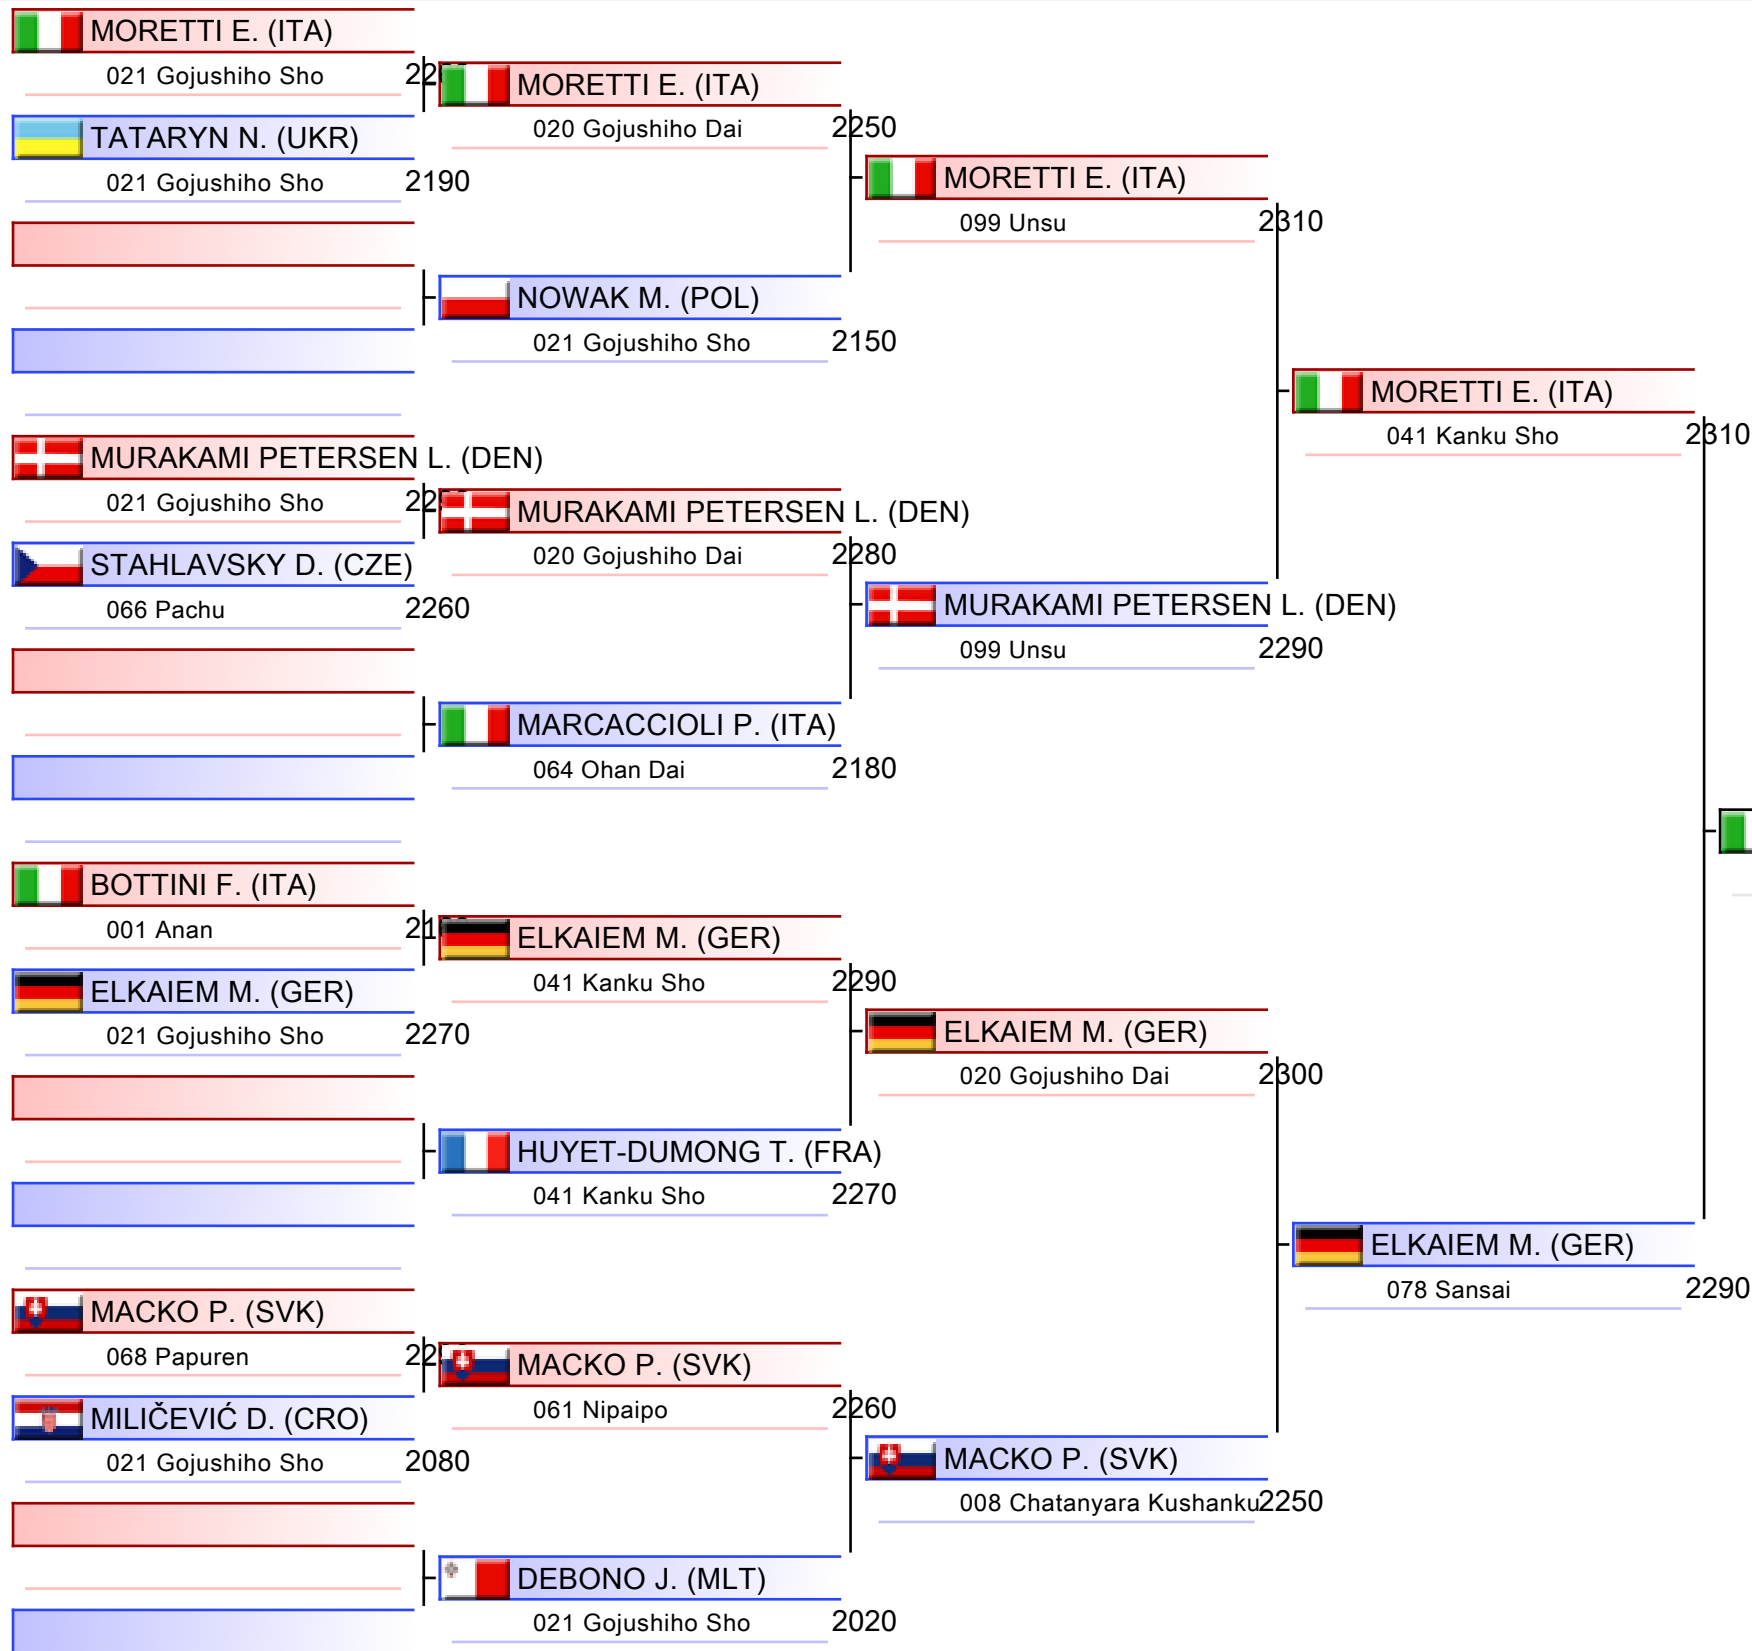 MORETTI E. (ITA)
021 Gojushiho Sho
TATARYN N. (UKR)
021 Gojushiho Sho 2190
MURAKAMI PETERSEN L. (DEN)
021 Gojushiho Sho
STAHLAVSKY D. (CZE)
066 Pachu 2260
BOTTINI F. (ITA)
001 Anan
ELKAIEM M. (GER)
021 Gojushiho Sho 2270
MACKO P. (SVK)
068 Papuren
MILIČEVIĆ D. (CRO)
021 Gojushiho Sho 2080
MORETTI E. (ITA)
020 Gojushiho Dai 2250
NOWAK M. (POL)
021 Gojushiho Sho 2150
MURAKAMI PETERSEN L. (DEN)
020 Gojushiho Dai 2280
MARCACCIOLI P. (ITA)
064 Ohan Dai 2180
ELKAIEM M. (GER)
041 Kanku Sho 2290
HUYET-DUMONG T. (FRA)
041 Kanku Sho 2270
MACKO P. (SVK)
061 Nipaipo 2260
DEBONO J. (MLT)
021 Gojushiho Sho 2020
MORETTI E. (ITA)
099 Unsu 2310
MURAKAMI PETERSEN L. (DEN)
099 Unsu 2290
ELKAIEM M. (GER)
020 Gojushiho Dai 2300
MACKO P. (SVK)
008 Chatanyara Kushanku 2250
MORETTI E. (ITA)
041 Kanku Sho 2310
ELKAIEM M. (GER)
078 Sansai 2290